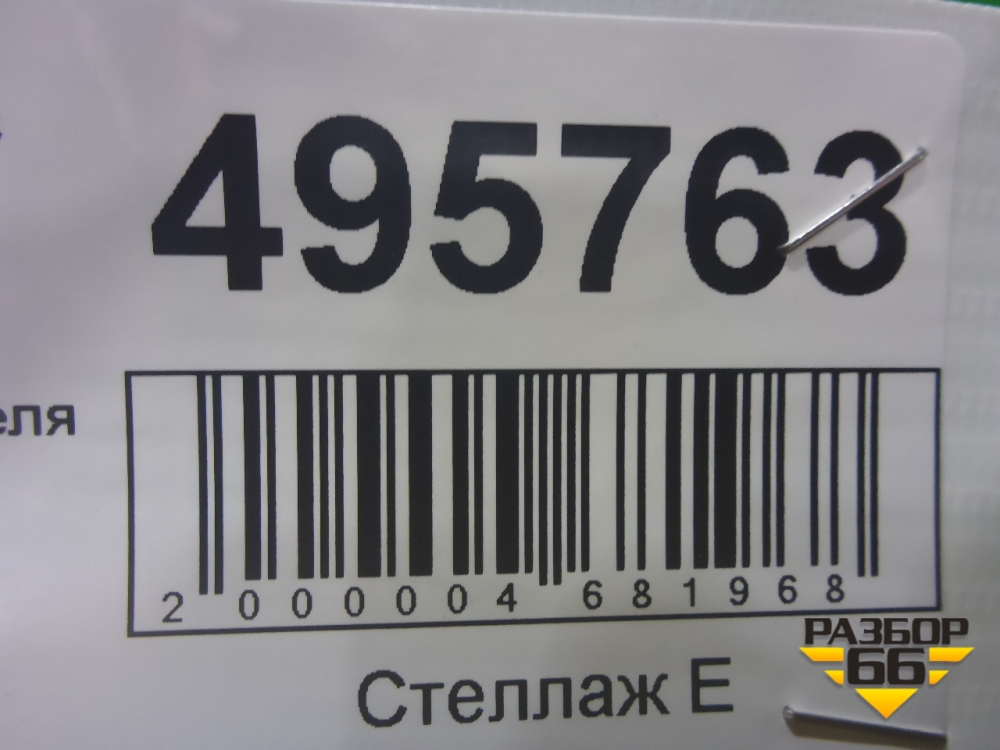 495763
еля
2 000004 681968
Стеллаж Е
РАЗБОР
66